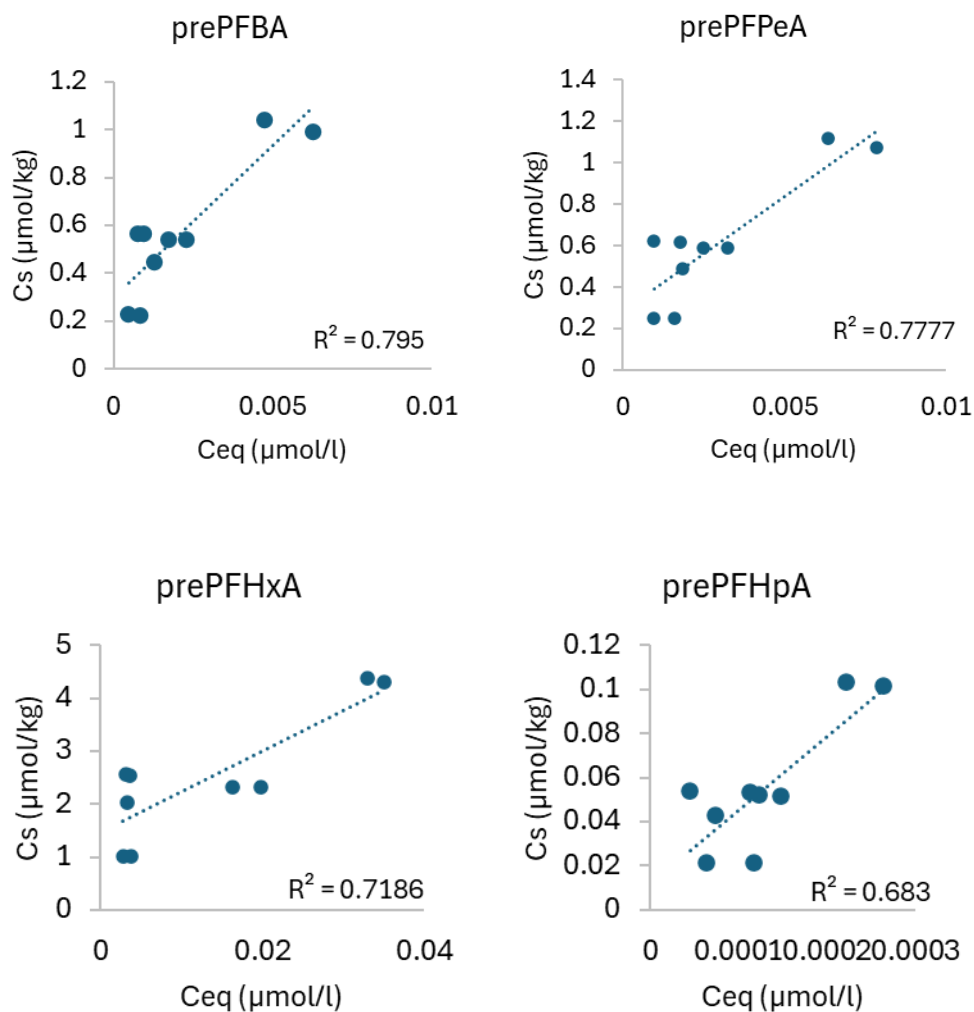 prePFBA
1.2
1
0.8
0.6
0.4
0.2
0
Cs (µmol/kg)
R² = 0.795
0 0.005 0.01
Ceq (µmol/l)
prePFPeA
1.4
1.2
1
0.8
0.6
0.4
0.2
0
Cs (µmol/kg)
R² = 0.7777
0 0.005 0.01
Ceq (µmol/l)
prePFHxA
5
4
3
2
1
0
Cs (µmol/kg)
R² = 0.7186
0 0.02 0.04
Ceq (µmol/l)
prePFHpA
0.12
0.1
0.08
0.06
0.04
0.02
0
Cs (µmol/kg)
R² = 0.683
0 0.0001 0.0002 0.0003
Ceq (µmol/l)